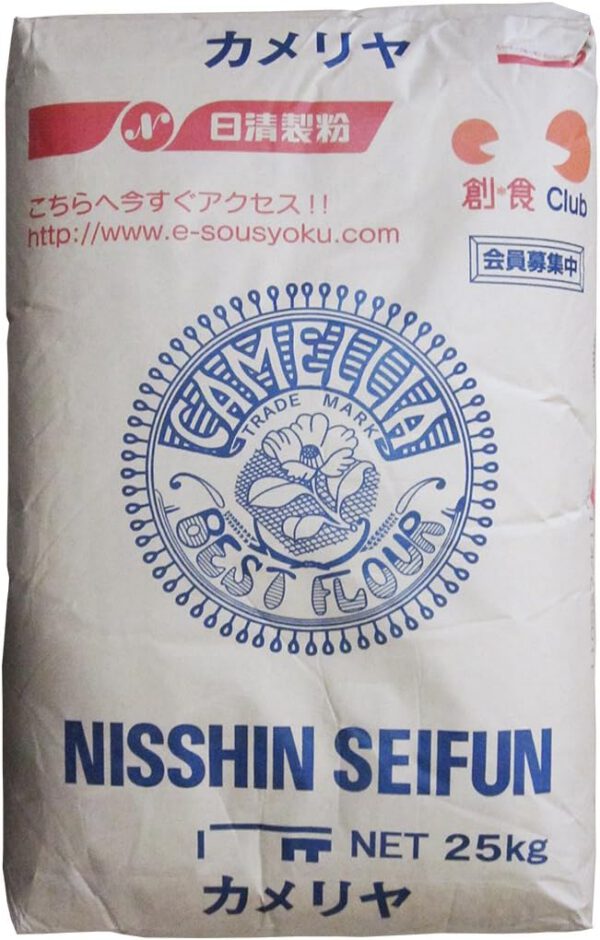 カメリヤ
N 日清製粉
こちらへ今すぐアクセス!!
http://www.e-sousyoku.com
創*食 Club
会員募集中
CAMELLIA
TRADE MARK
BEST FLOUR
NISSHIN SEIFUN
NET 25kg
カメリヤ